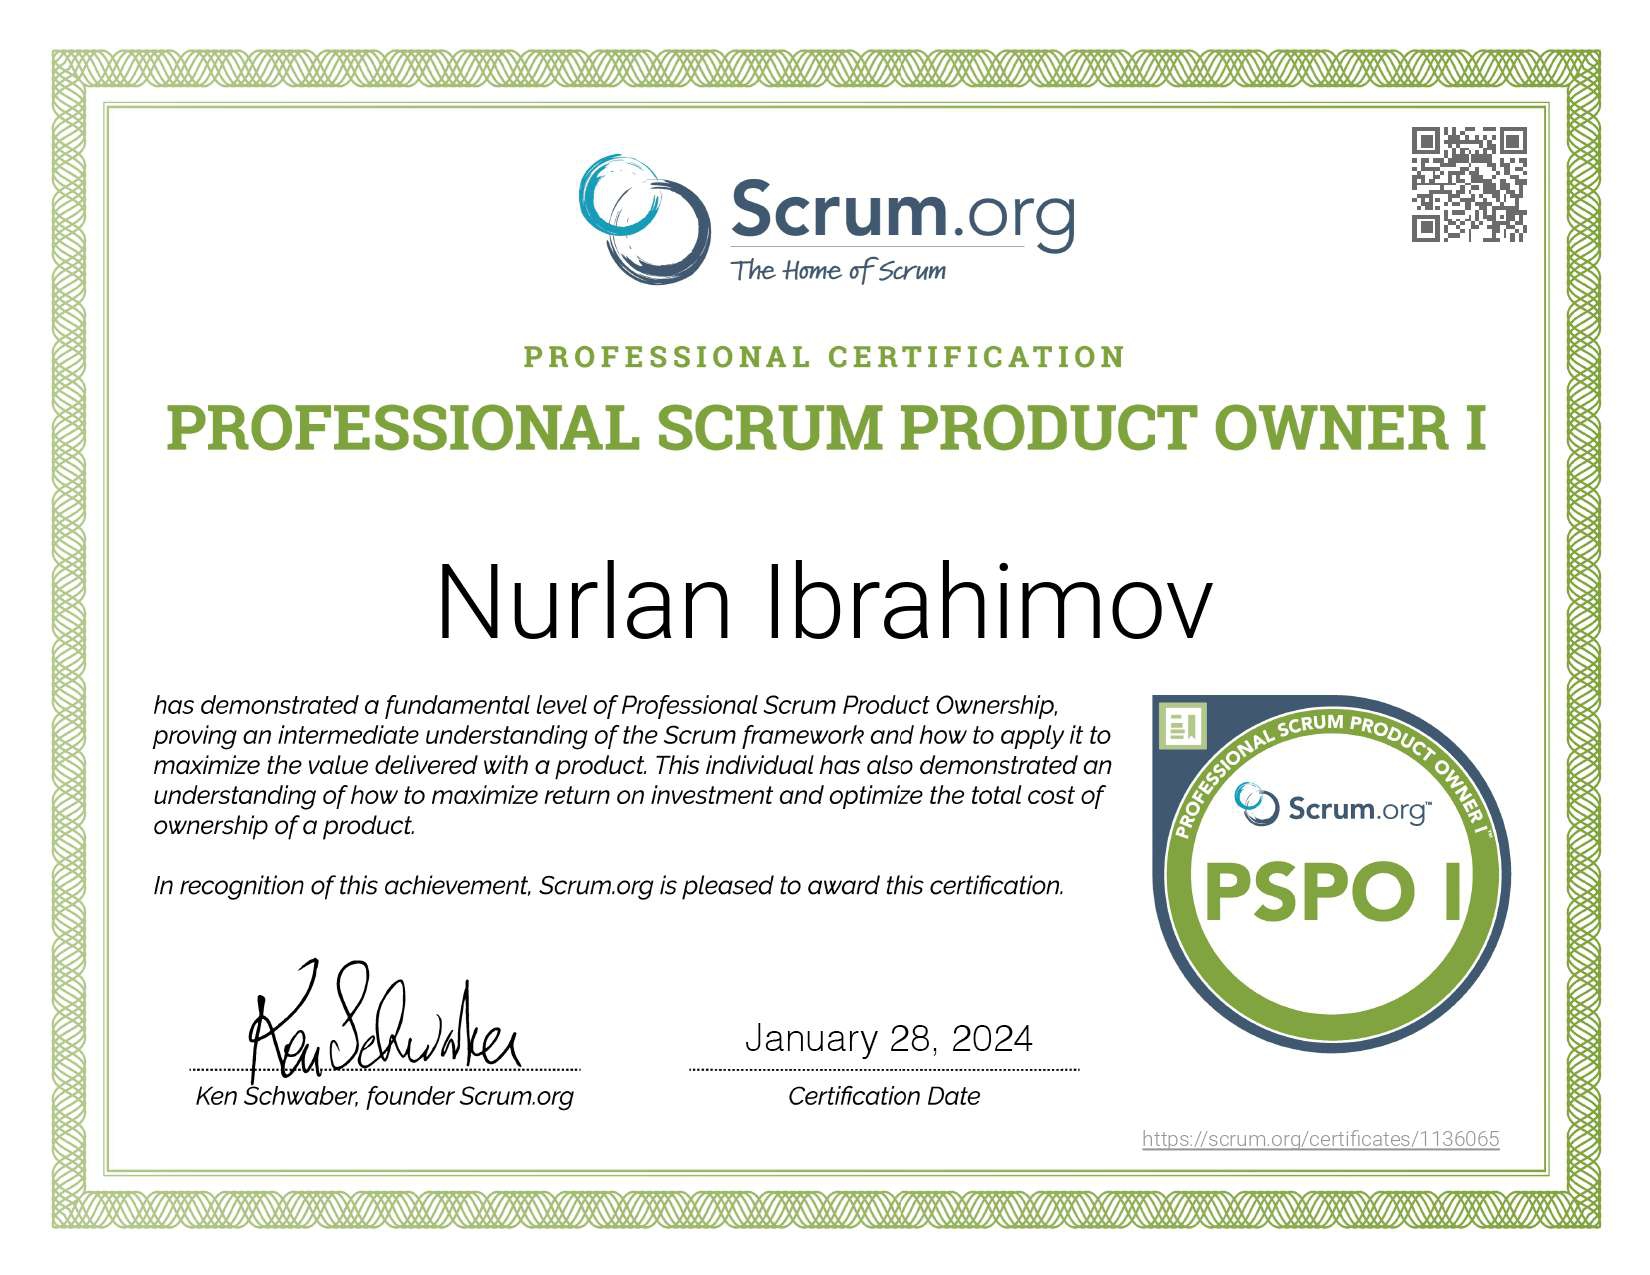 Scrum.org
The Home of Scrum
PROFESSIONAL CERTIFICATION
PROFESSIONAL SCRUM PRODUCT OWNER I
Nurlan Ibrahimov
has demonstrated a fundamental level of Professional Scrum Product Ownership,
proving an intermediate understanding of the Scrum framework and how to apply it to
maximize the value delivered with a product. This individual has also demonstrated an
understanding of how to maximize return on investment and optimize the total cost of
ownership of a product.
In recognition of this achievement, Scrum.org is pleased to award this certification.
PROFESSIONAL SCRUM PRODUCT OWNER I™
Scrum.org™
PSPO I
Ken Schwaber
January 28, 2024
Ken Schwaber, founder Scrum.org
Certification Date
https://scrum.org/certificates/1136065